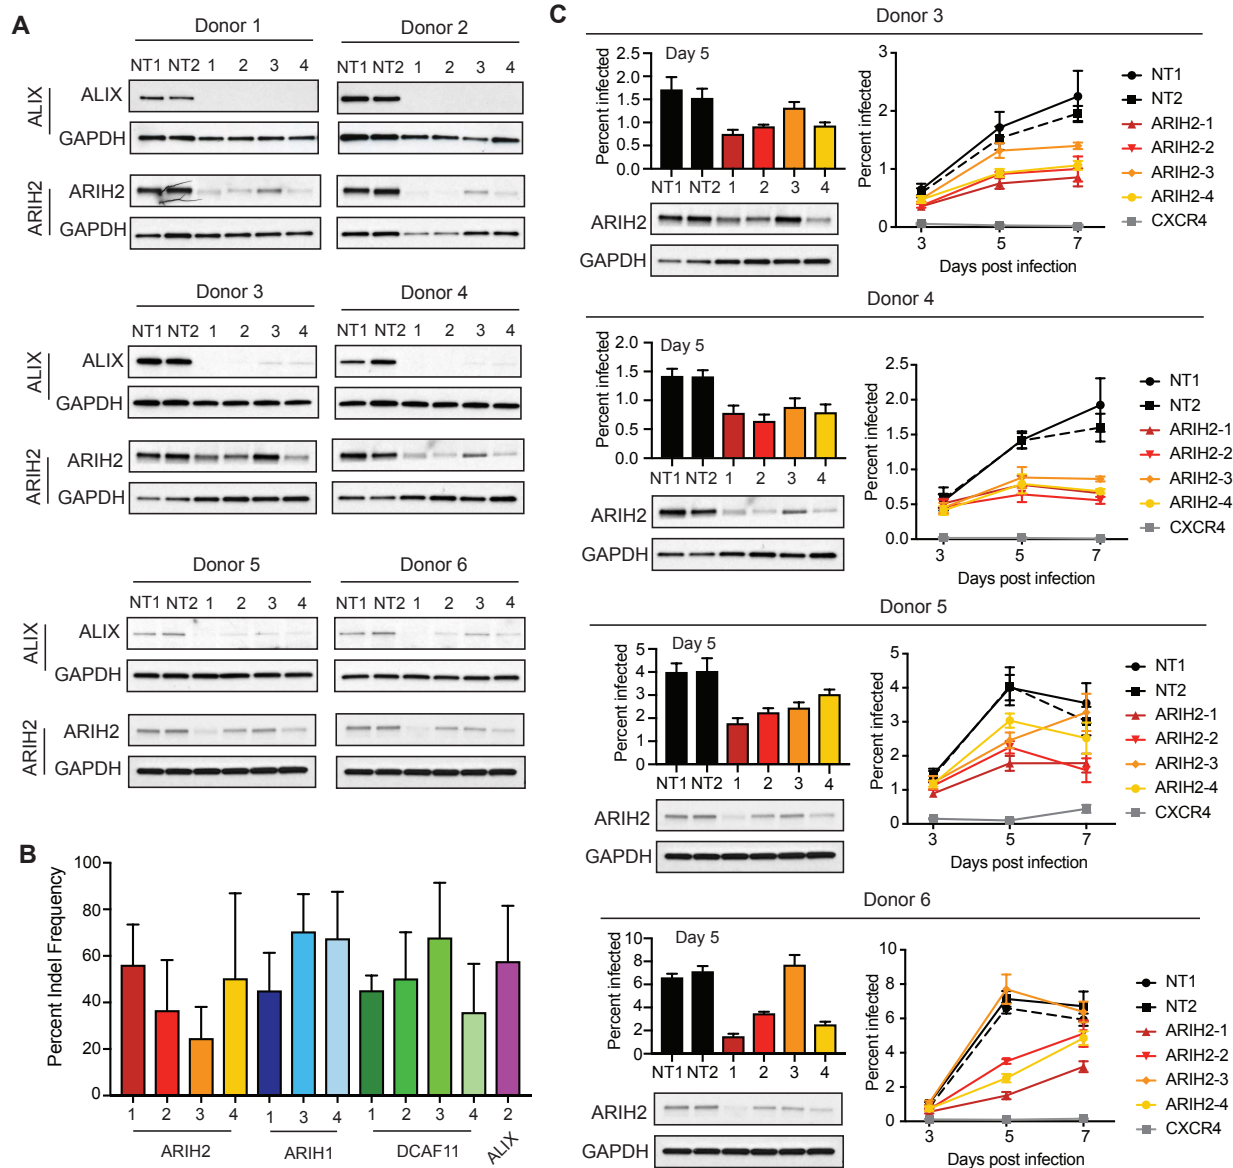 A
Donor 1
NT1 NT2 1 2 3 4
ALIX
ALIX
GAPDH
ARIH2
ARIH2
GAPDH
Donor 2
NT1 NT2 1 2 3 4
Donor 3
NT1 NT2 1 2 3 4
ALIX
ALIX
GAPDH
ARIH2
ARIH2
GAPDH
Donor 4
NT1 NT2 1 2 3 4
Donor 5
NT1 NT2 1 2 3 4
ALIX
ALIX
GAPDH
ARIH2
ARIH2
GAPDH
Donor 6
NT1 NT2 1 2 3 4
B
Percent Indel Frequency
100
80
60
40
20
0
1 2 3 4 1 3 4 1 2 3 4 2
ARIH2 ARIH1 DCAF11 ALIX
C
Donor 3
Percent infected
2.5
2.0
1.5
1.0
0.5
0.0
Day 5
NT1 NT2 1 2 3 4
ARIH2
GAPDH
Percent infected
3
2
1
0
3 5 7
Days post infection
NT1
NT2
ARIH2-1
ARIH2-2
ARIH2-3
ARIH2-4
CXCR4
Donor 4
Percent infected
2.0
1.5
1.0
0.5
0.0
Day 5
NT1 NT2 1 2 3 4
ARIH2
GAPDH
Percent infected
2.5
2.0
1.5
1.0
0.5
0.0
3 5 7
Days post infection
NT1
NT2
ARIH2-1
ARIH2-2
ARIH2-3
ARIH2-4
CXCR4
Donor 5
Percent infected
5
4
3
2
1
0
Day 5
NT1 NT2 1 2 3 4
ARIH2
GAPDH
Percent infected
5
4
3
2
1
0
3 5 7
Days post infection
NT1
NT2
ARIH2-1
ARIH2-2
ARIH2-3
ARIH2-4
CXCR4
Donor 6
Percent infected
10
8
6
4
2
0
Day 5
NT1 NT2 1 2 3 4
ARIH2
GAPDH
Percent infected
10
8
6
4
2
0
3 5 7
Days post infection
NT1
NT2
ARIH2-1
ARIH2-2
ARIH2-3
ARIH2-4
CXCR4